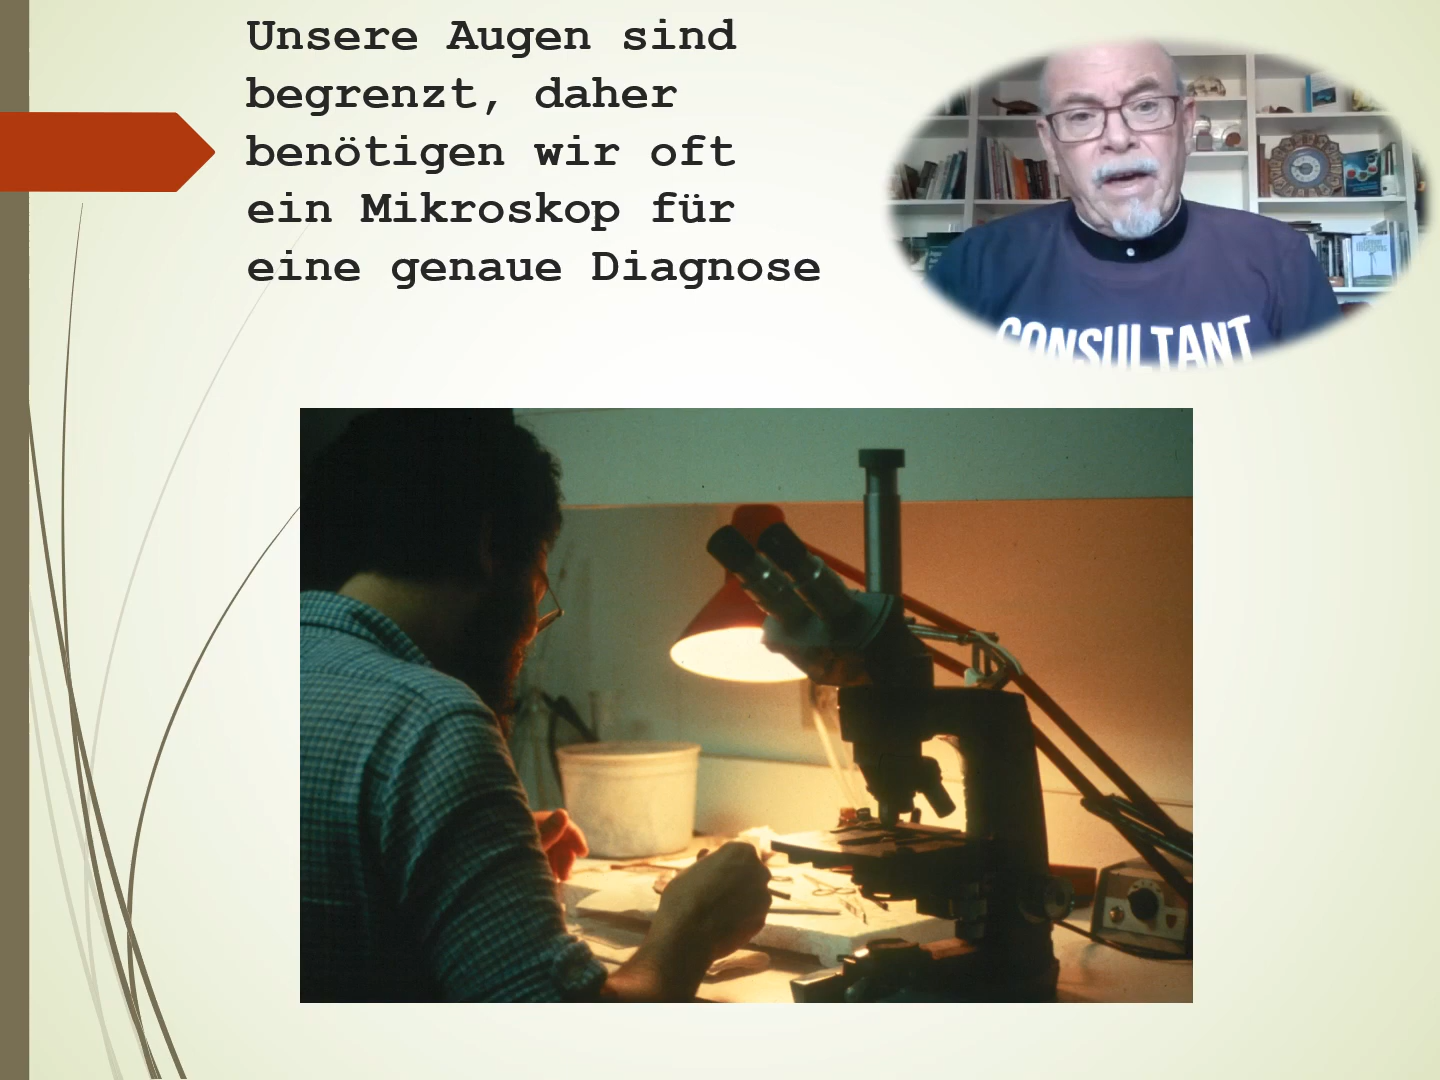 Unsere Augen sind
begrenzt, daher
benötigen wir oft
ein Mikroskop für
eine genaue Diagnose
CONSULTANT